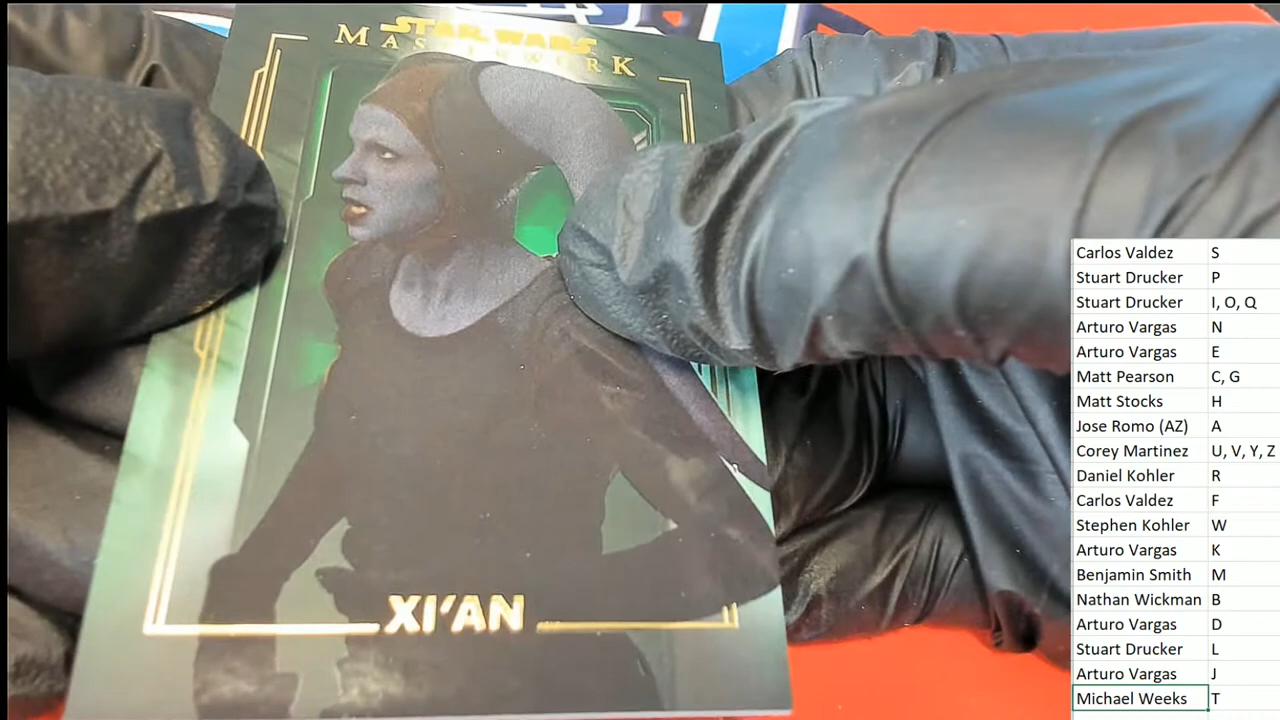 STAR WARS
MASTERWORK
XI'AN
Carlos Valdez S
Stuart Drucker P
Stuart Drucker I, O, Q
Arturo Vargas N
Arturo Vargas E
Matt Pearson C, G
Matt Stocks H
Jose Romo (AZ) A
Corey Martinez U, V, Y, Z
Daniel Kohler R
Carlos Valdez F
Stephen Kohler W
Arturo Vargas K
Benjamin Smith M
Nathan Wickman B
Arturo Vargas D
Stuart Drucker L
Arturo Vargas J
Michael Weeks T